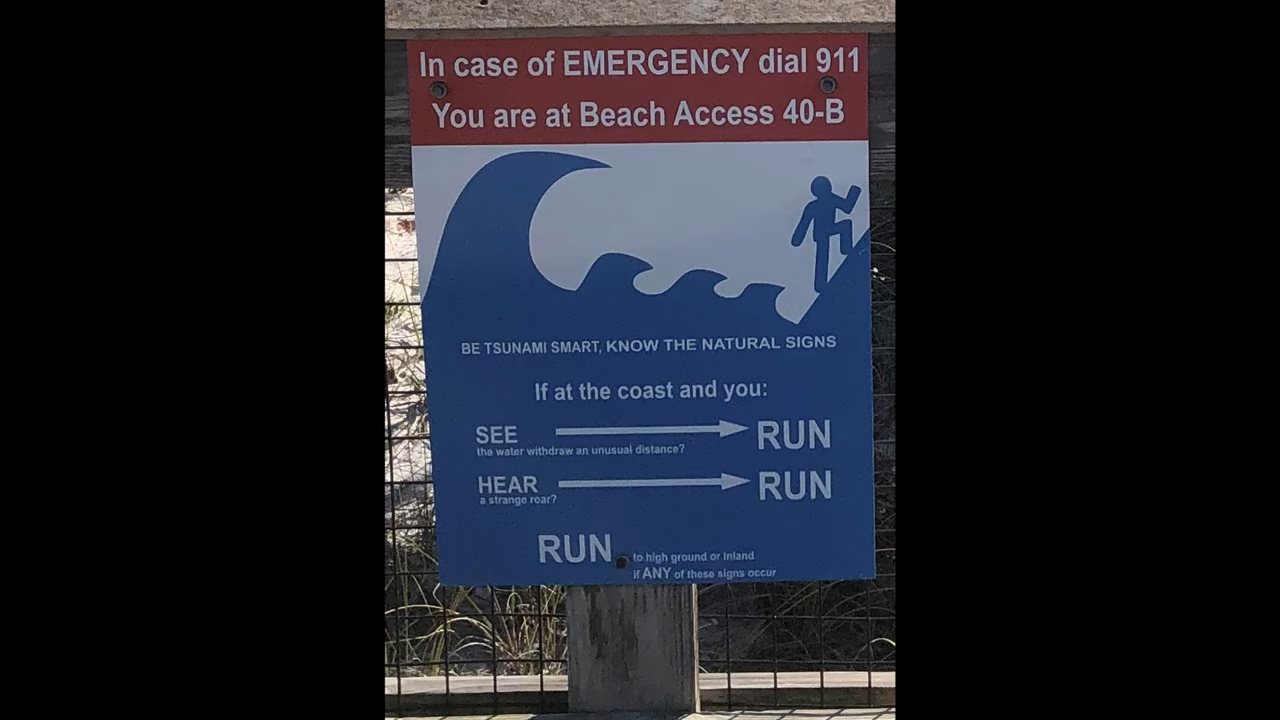 In case of EMERGENCY dial 911
You are at Beach Access 40-B
BE TSUNAMI SMART, KNOW THE NATURAL SIGNS
If at the coast and you:
SEE RUN
the water withdraw an unusual distance?
HEAR RUN
a strange roar?
RUN to high ground or inland
if ANY of these signs occur